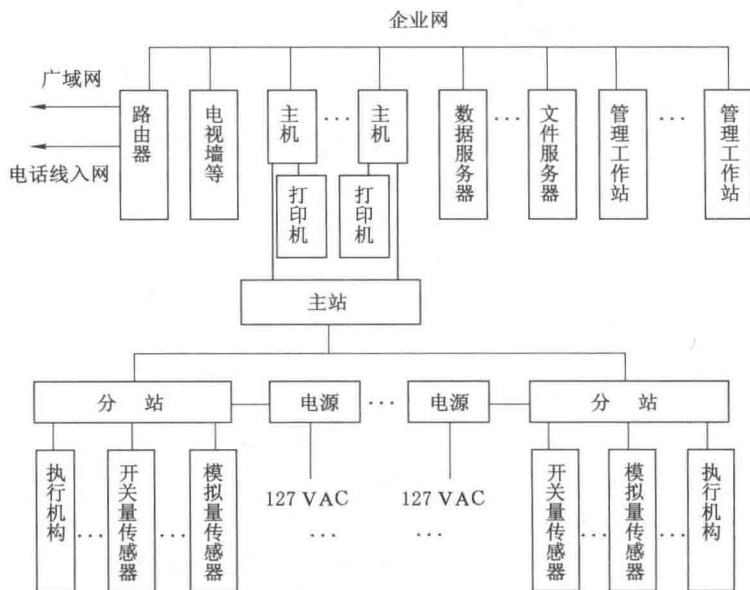 企业网
广域网
电话线入网
路由器
电视墙等
主机
…
主机
数据服务器
…
文件服务器
管理工作站
…
管理工作站
打印机
打印机
主站
分 站
电源
…
电源
分 站
执行机构
…
开关量传感器
…
模拟量传感器
127 VAC
127 VAC
…
…
开关量传感器
…
模拟量传感器
…
执行机构